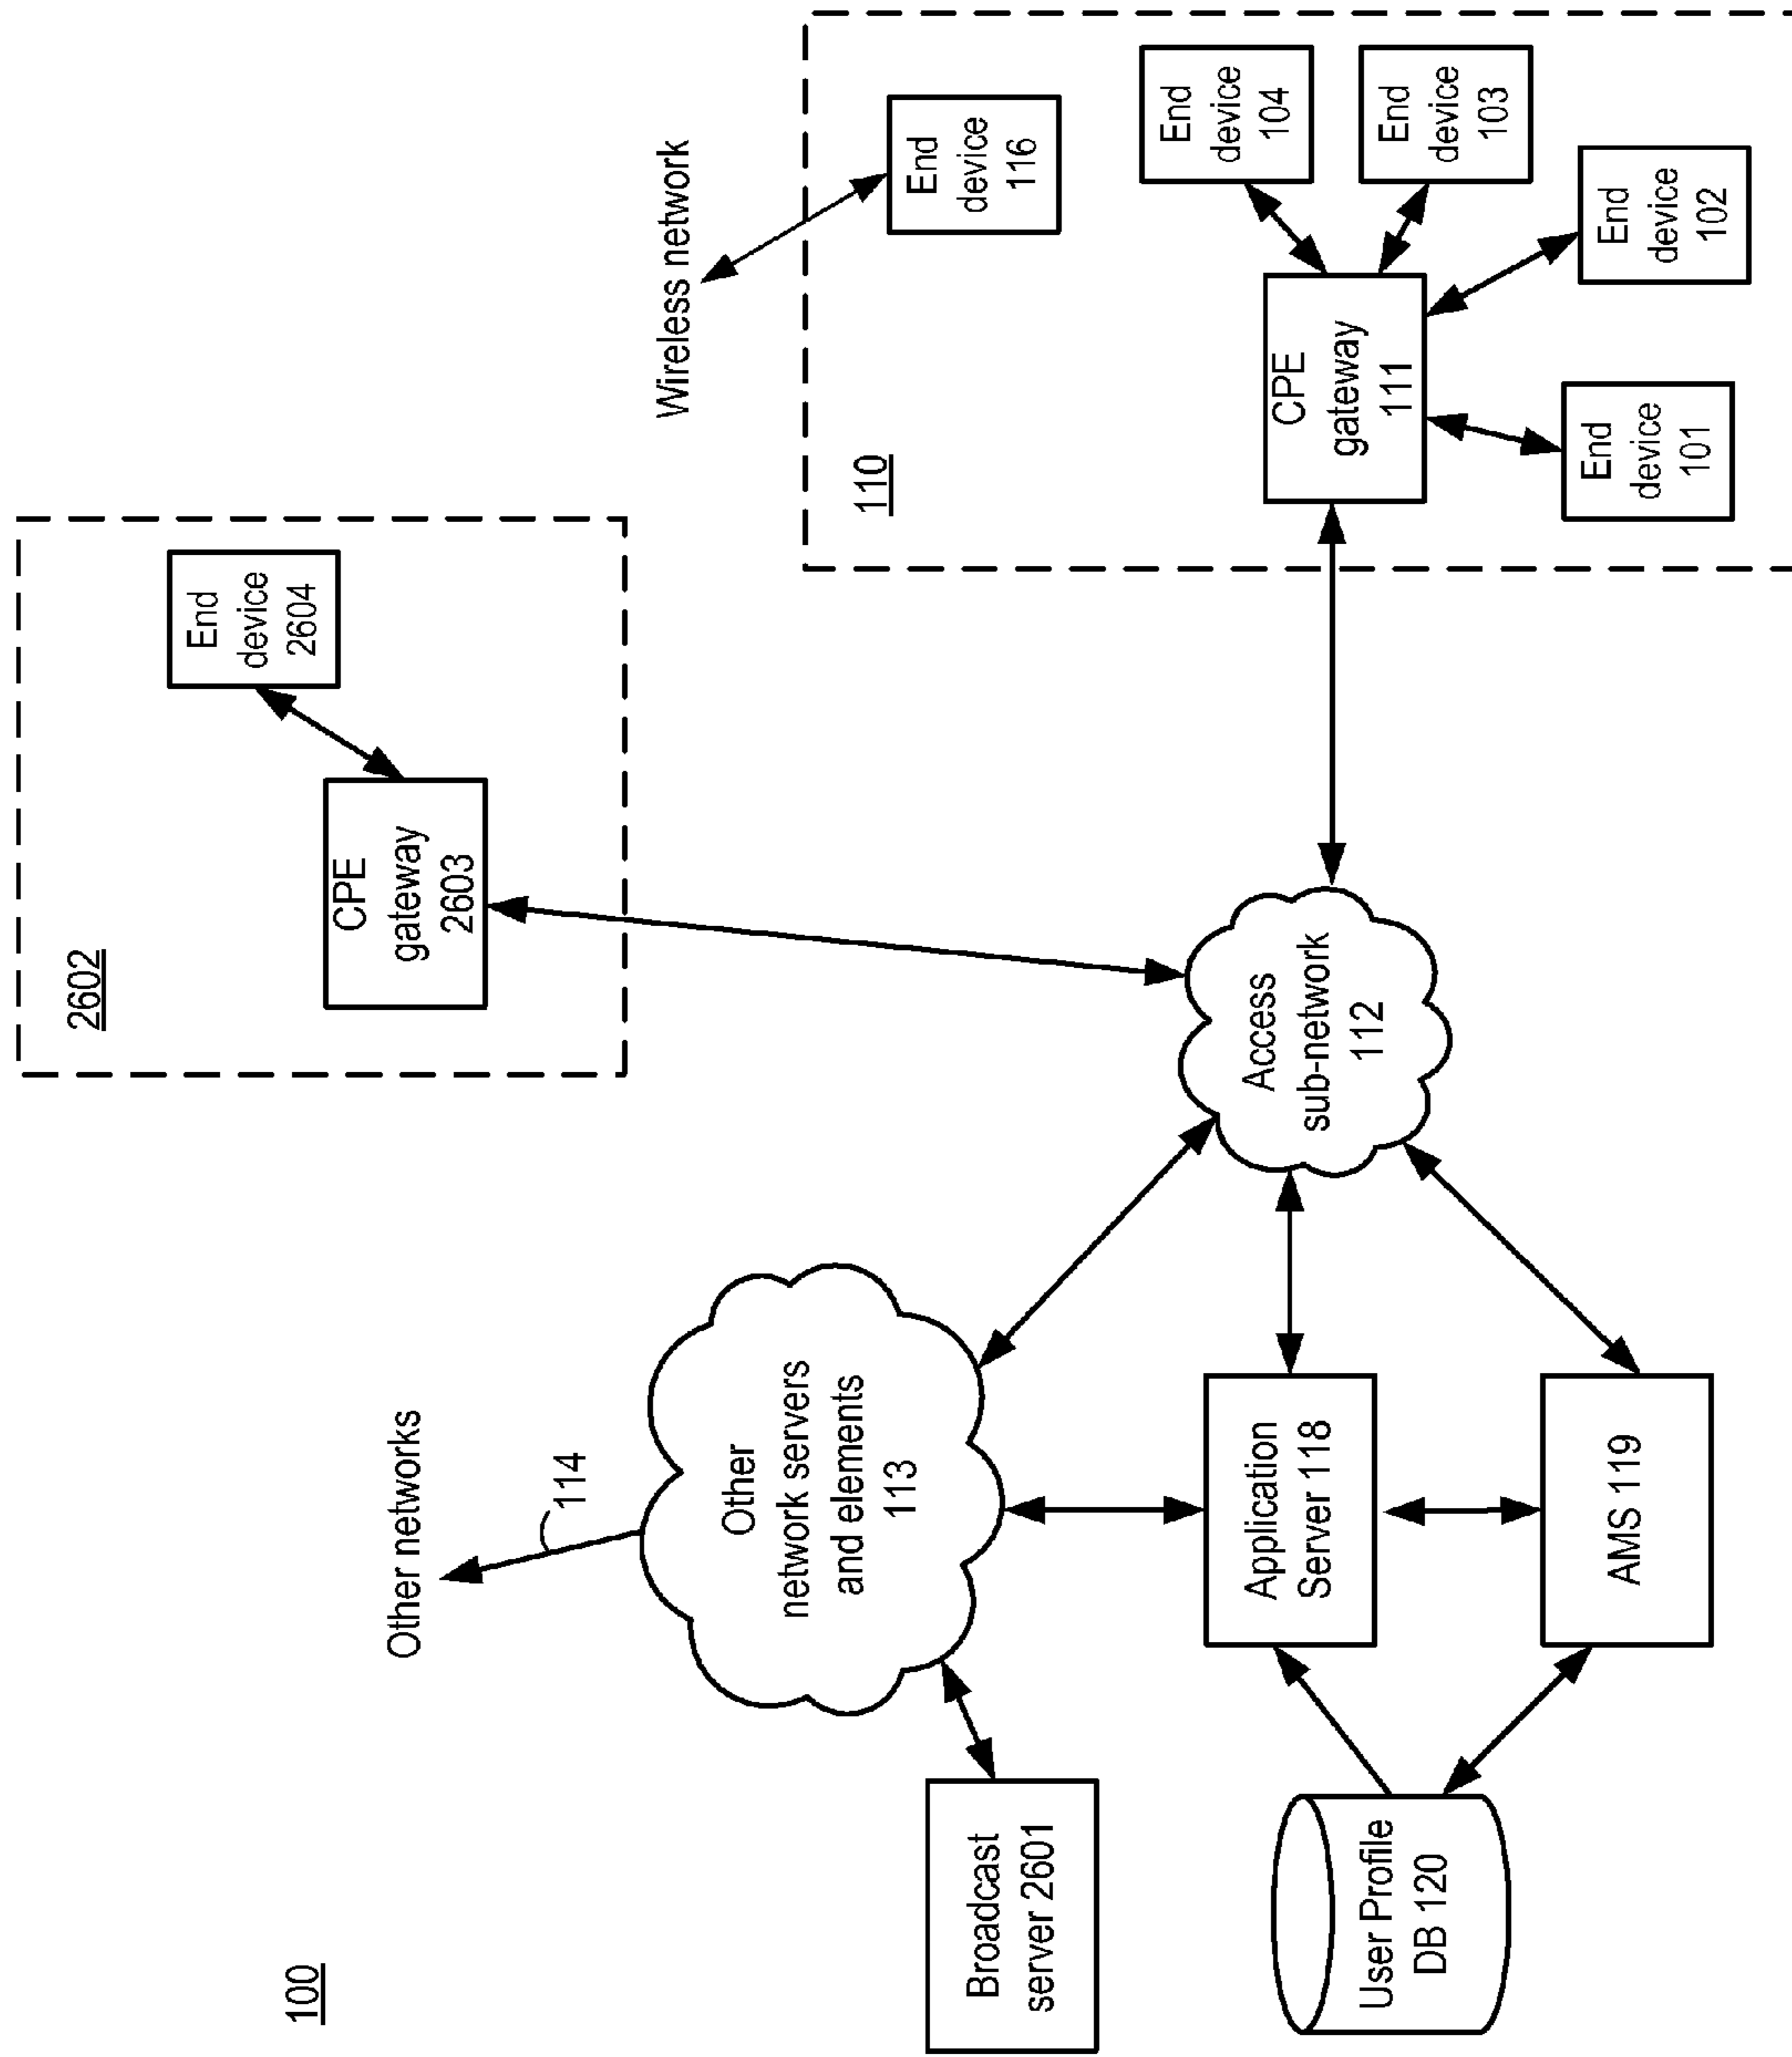 100
Other networks
114
Other
network servers
and elements
113
Broadcast
server 2601
User Profile
DB 120
Application
Server 118
AMS 119
Access
sub-network
112
2602
CPE
gateway
2603
End
device
2604
Wireless network
110
End
device
116
CPE
gateway
111
End
device
104
End
device
103
End
device
102
End
device
101